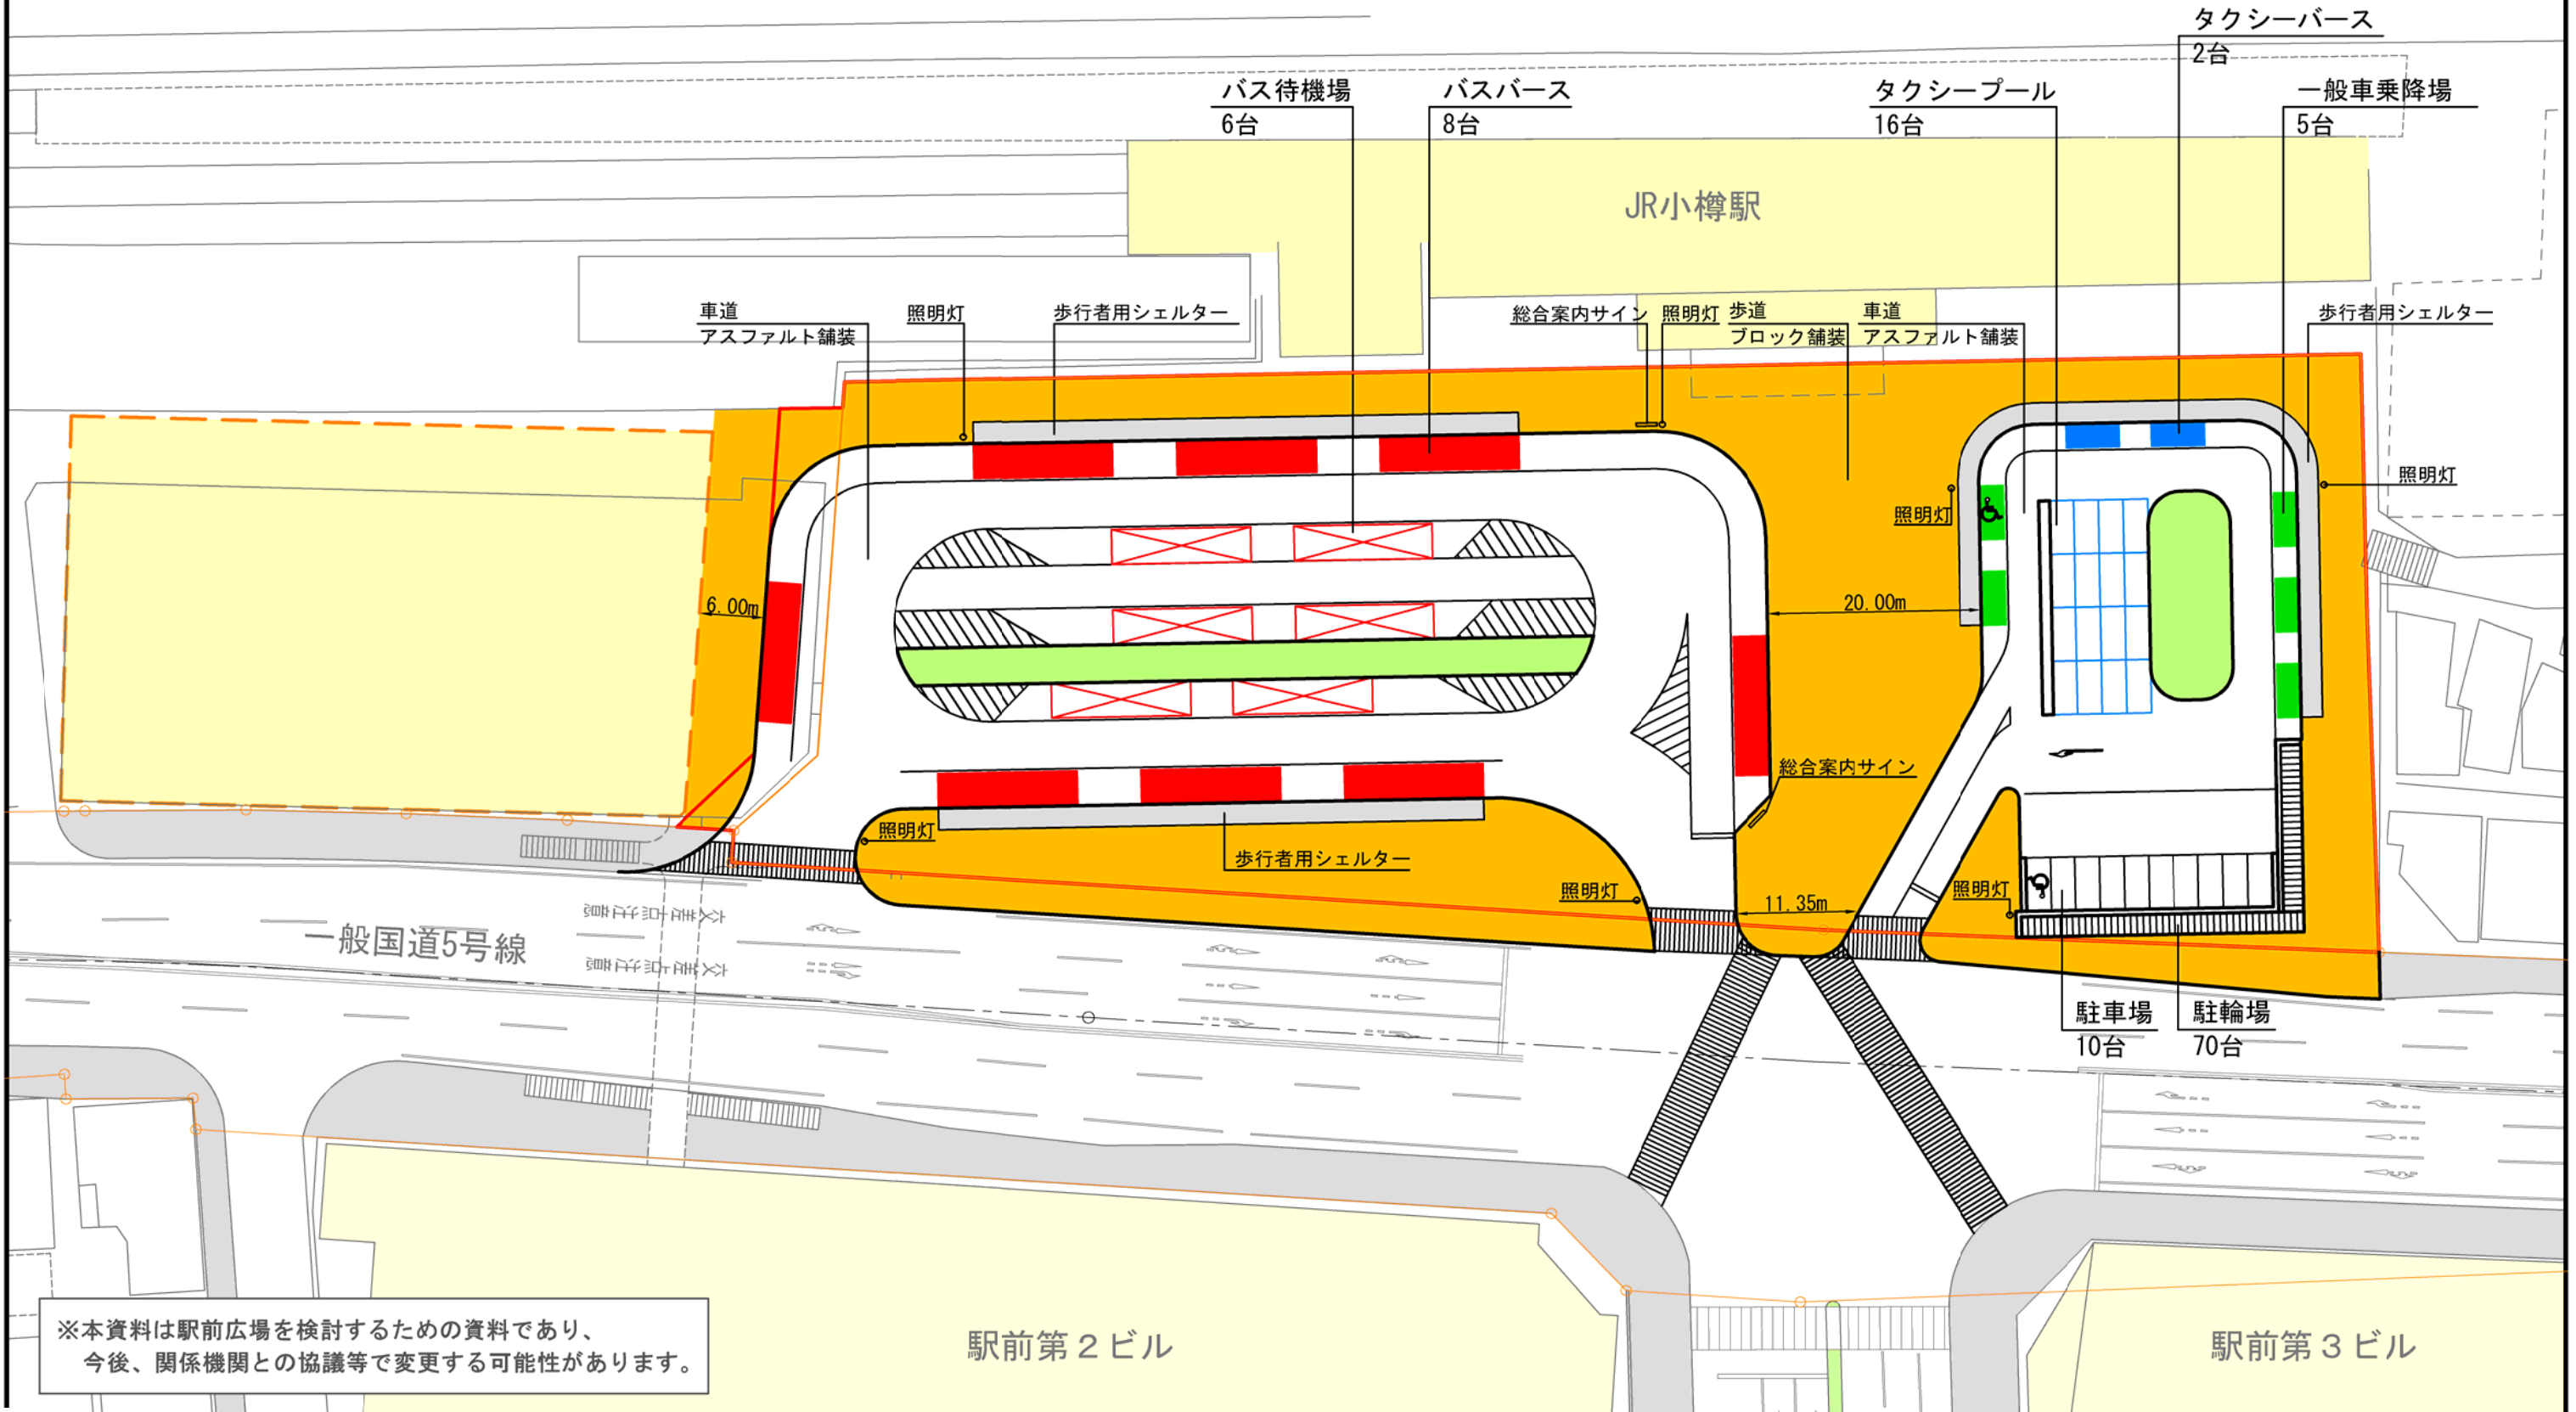 タクシーバース
2台
バス待機場
6台
バスバース
8台
タクシープール
16台
一般車乗降場
5台
JR小樽駅
車道
アスファルト舗装
照明灯
歩行者用シェルター
総合案内サイン
照明灯
歩道
ブロック舗装
車道
アスファルト舗装
歩行者用シェルター
照明灯
照明灯
6.00m
20.00m
総合案内サイン
照明灯
歩行者用シェルター
照明灯
11.35m
照明灯
一般国道5号線
駐車場
10台
駐輪場
70台
※本資料は駅前広場を検討するための資料であり、
今後、関係機関との協議等で変更する可能性があります。
駅前第2ビル
駅前第3ビル